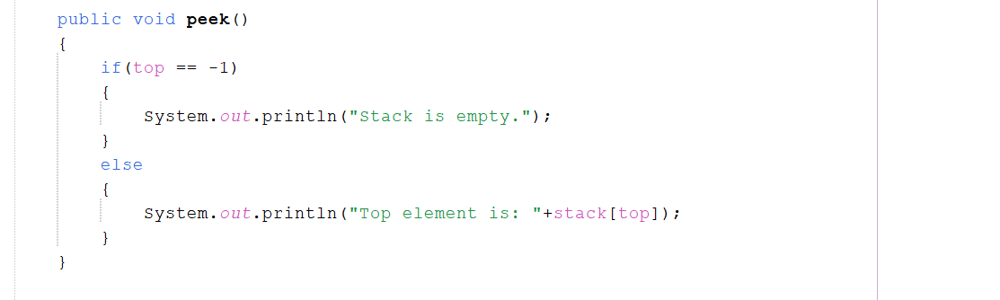 public void peek()
{
if(top == -1)
{
System.out.println("Stack is empty.");
}
else
{
System.out.println("Top element is: "+stack[top]);
}
}